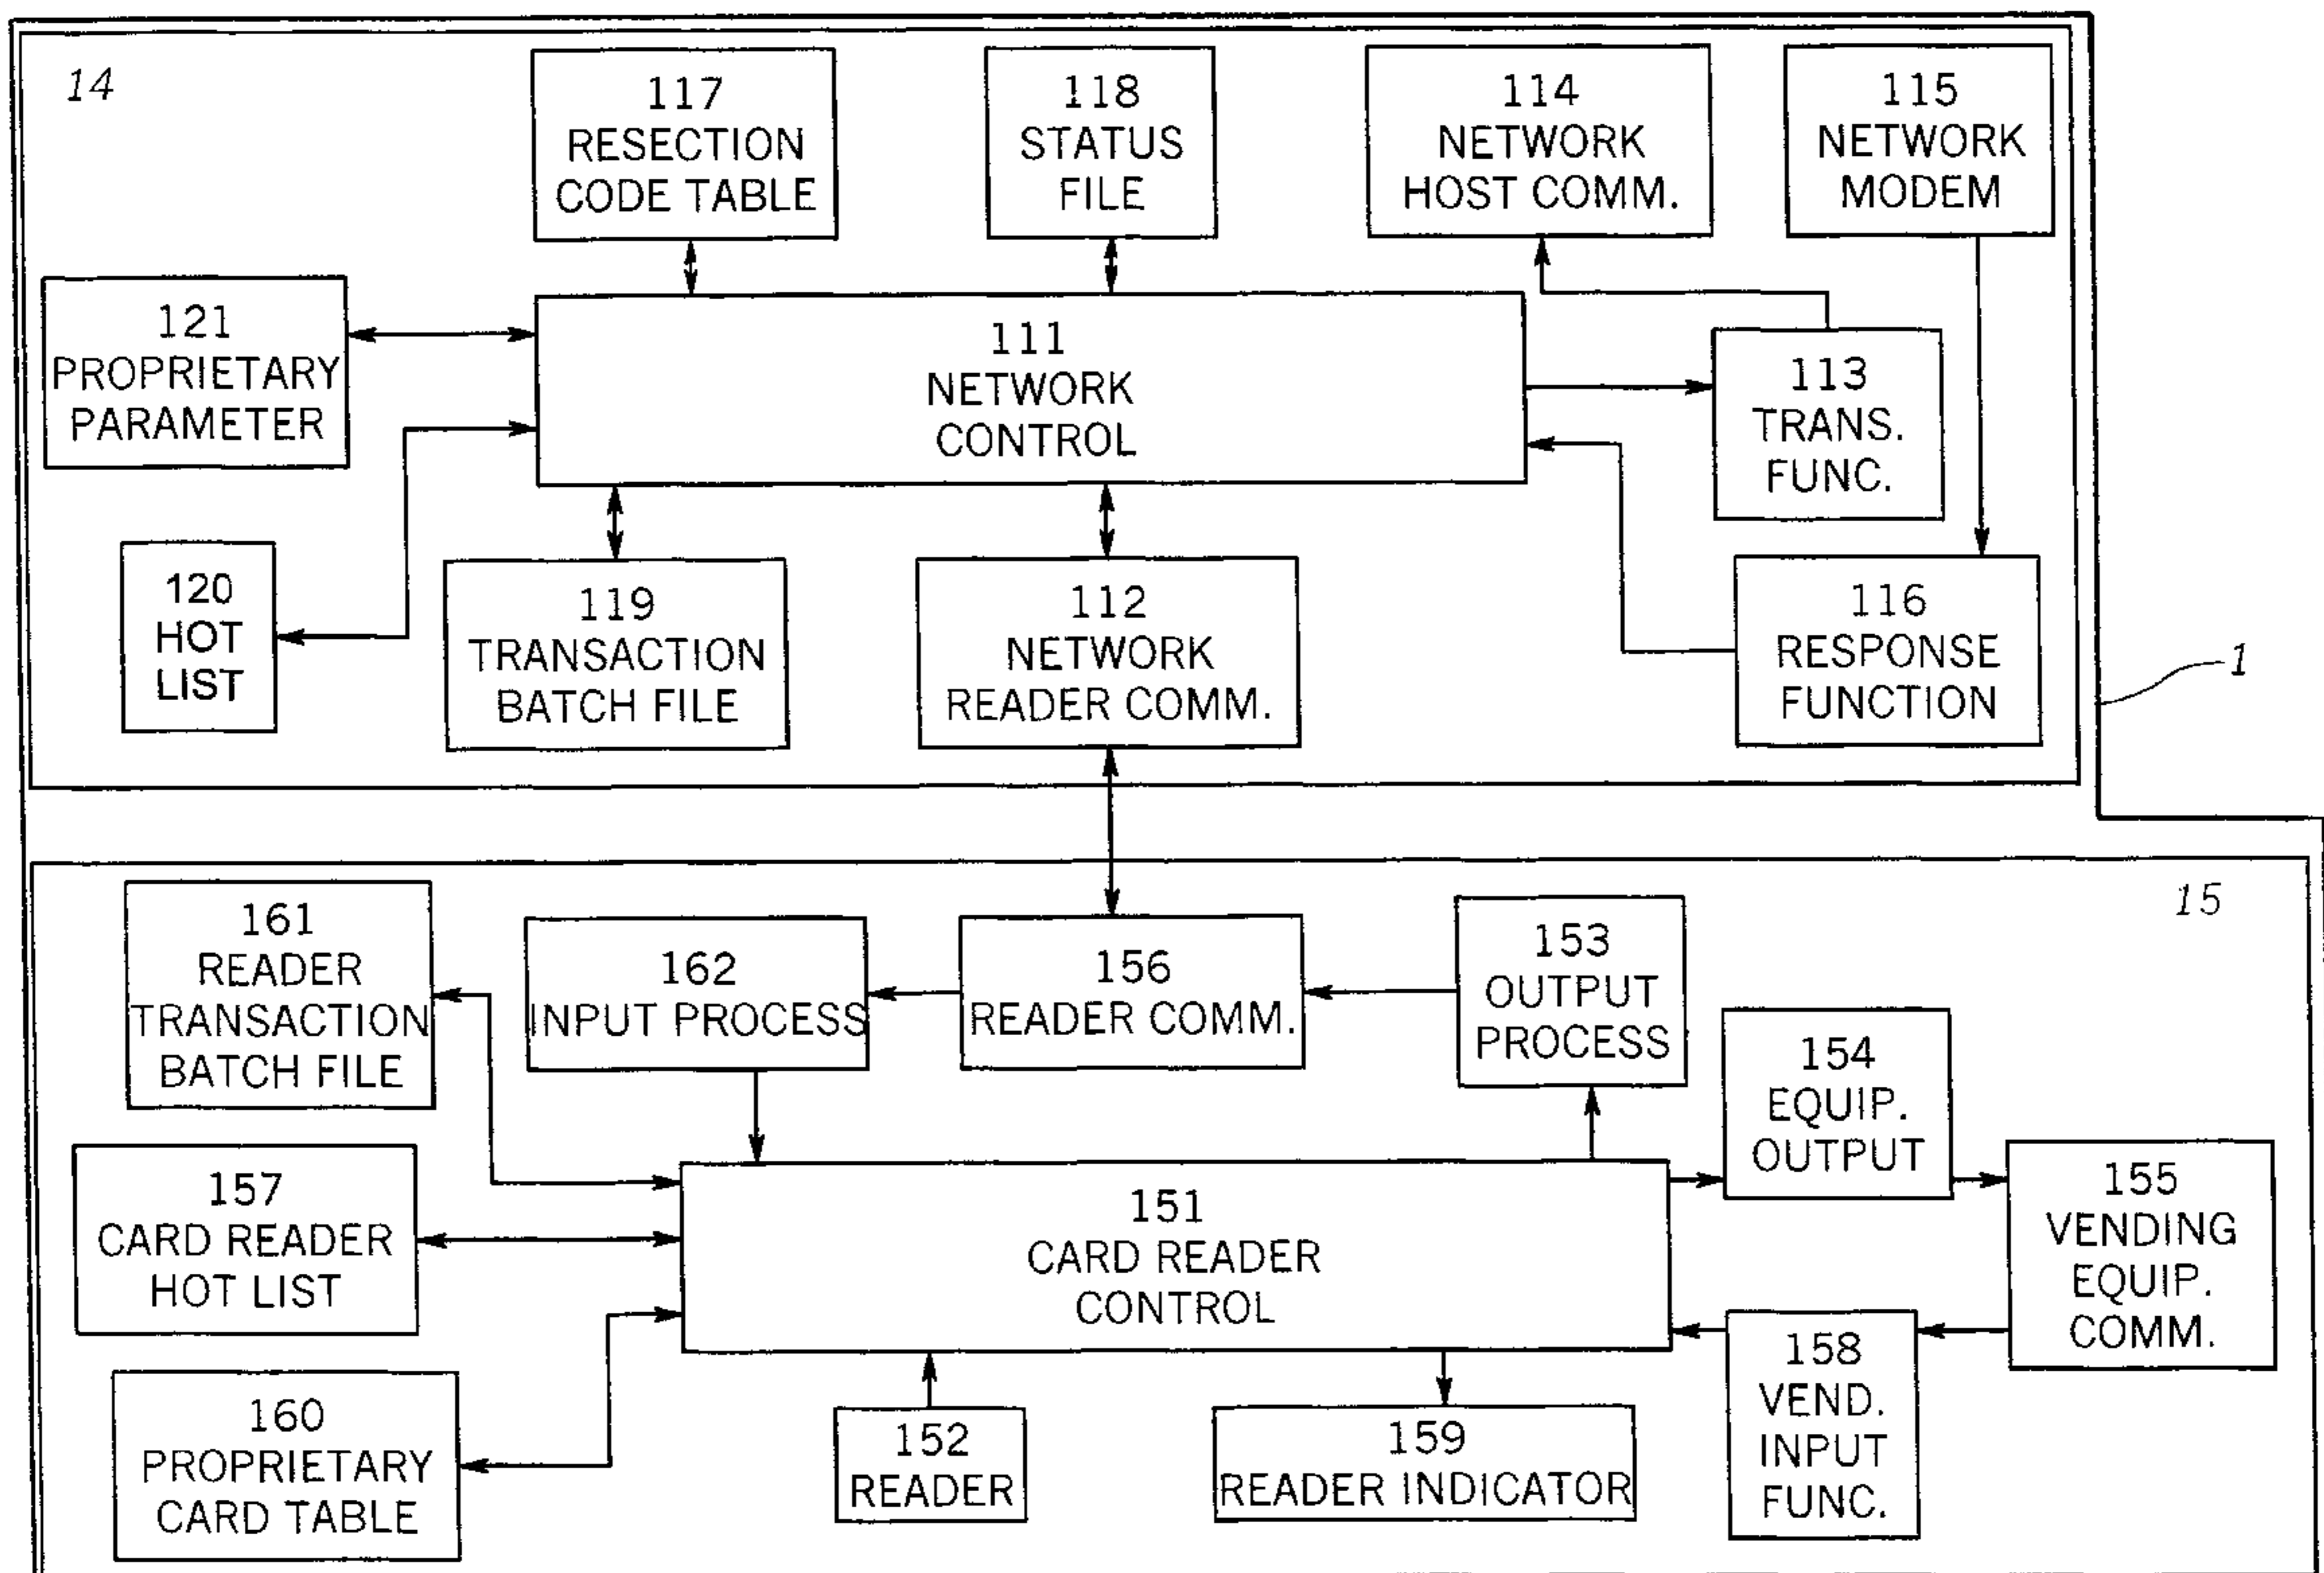 14
117
RESECTION
CODE TABLE
118
STATUS
FILE
114
NETWORK
HOST COMM.
115
NETWORK
MODEM
121
PROPRIETARY
PARAMETER
111
NETWORK
CONTROL
113
TRANS.
FUNC.
120
HOT
LIST
119
TRANSACTION
BATCH FILE
112
NETWORK
READER COMM.
116
RESPONSE
FUNCTION
1
15
161
READER
TRANSACTION
BATCH FILE
162
INPUT PROCESS
156
READER COMM.
153
OUTPUT
PROCESS
154
EQUIP.
OUTPUT
157
CARD READER
HOT LIST
151
CARD READER
CONTROL
155
VENDING
EQUIP.
COMM.
160
PROPRIETARY
CARD TABLE
152
READER
159
READER INDICATOR
158
VEND.
INPUT
FUNC.